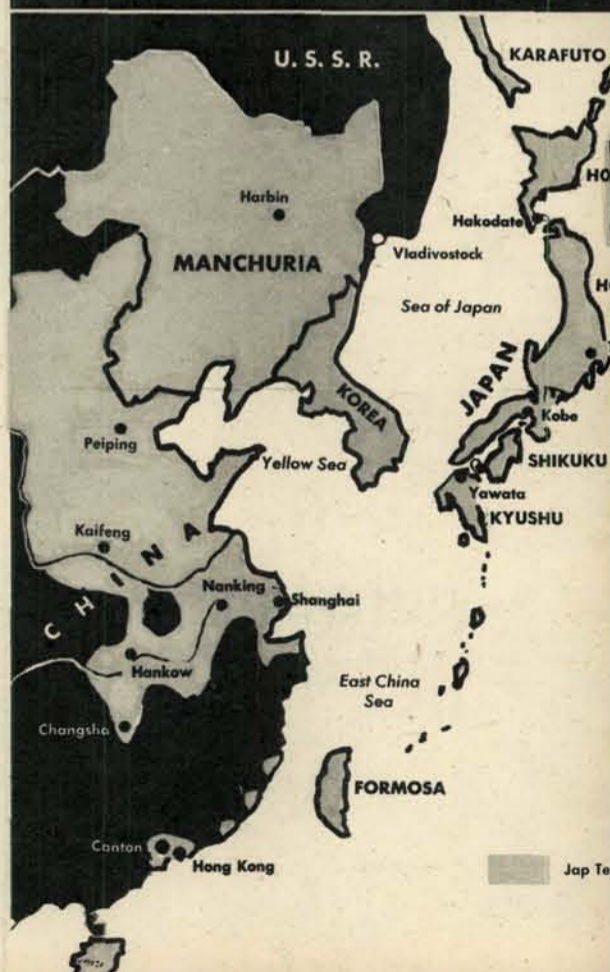 U. S. S. R.
KARAFUTO
Harbin
HO
Hakodate
MANCHURIA
Vladivostock
Sea of Japan
H
JAPAN
KOREA
Kobe
Peiping
Yellow Sea
SHIKUKU
Yawata
KYUSHU
Kaifeng
CHINA
Nanking
Shanghai
Hankow
East China
Sea
Changsha
FORMOSA
Canton
Hong Kong
Jap Te